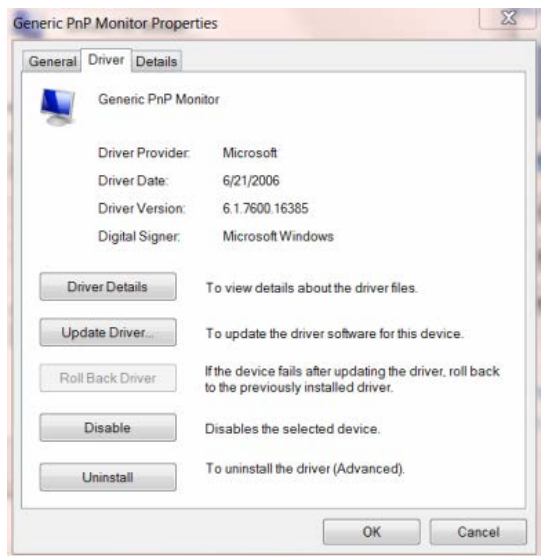 Generic PnP Monitor Properties
General Driver Details
Generic PnP Monitor
Driver Provider: Microsoft
Driver Date: 6/21/2006
Driver Version: 6.1.7600.16385
Digital Signer: Microsoft Windows
Driver Details To view details about the driver files.
Update Driver... To update the driver software for this device.
Roll Back Driver If the device fails after updating the driver, roll back
to the previously installed driver.
Disable Disables the selected device.
Uninstall To uninstall the driver (Advanced).
OK Cancel